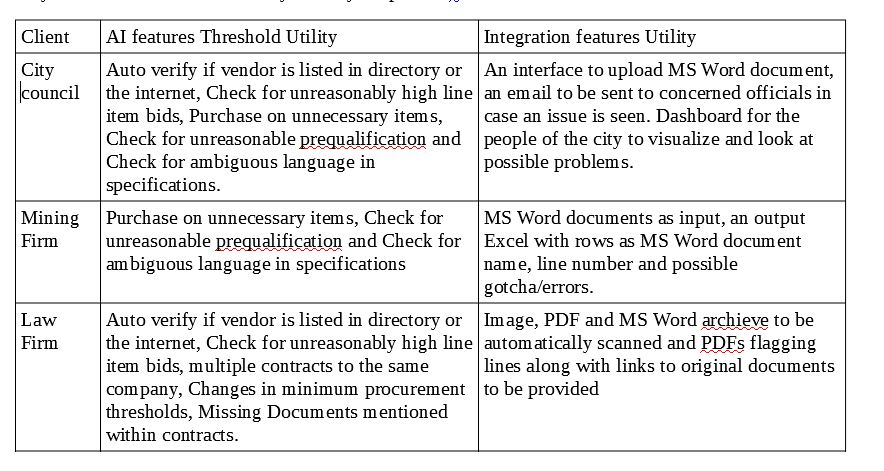 Client AI features Threshold Utility Integration features Utility
City
council
Auto verify if vendor is listed in directory or
the internet, Check for unreasonably high line
item bids, Purchase on unnecessary items,
Check for unreasonable prequalification and
Check for ambiguous language in
specifications.
An interface to upload MS Word document,
an email to be sent to concerned officials in
case an issue is seen. Dashboard for the
people of the city to visualize and look at
possible problems.
Mining
Firm
Purchase on unnecessary items, Check for
unreasonable prequalification and Check for
ambiguous language in specifications
MS Word documents as input, an output
Excel with rows as MS Word document
name, line number and possible
gotcha/errors.
Law
Firm
Auto verify if vendor is listed in directory or
the internet, Check for unreasonably high line
item bids, multiple contracts to the same
company, Changes in minimum procurement
thresholds, Missing Documents mentioned
within contracts.
Image, PDF and MS Word archieve to be
automatically scanned and PDFs flagging
lines along with links to original documents
to be provided